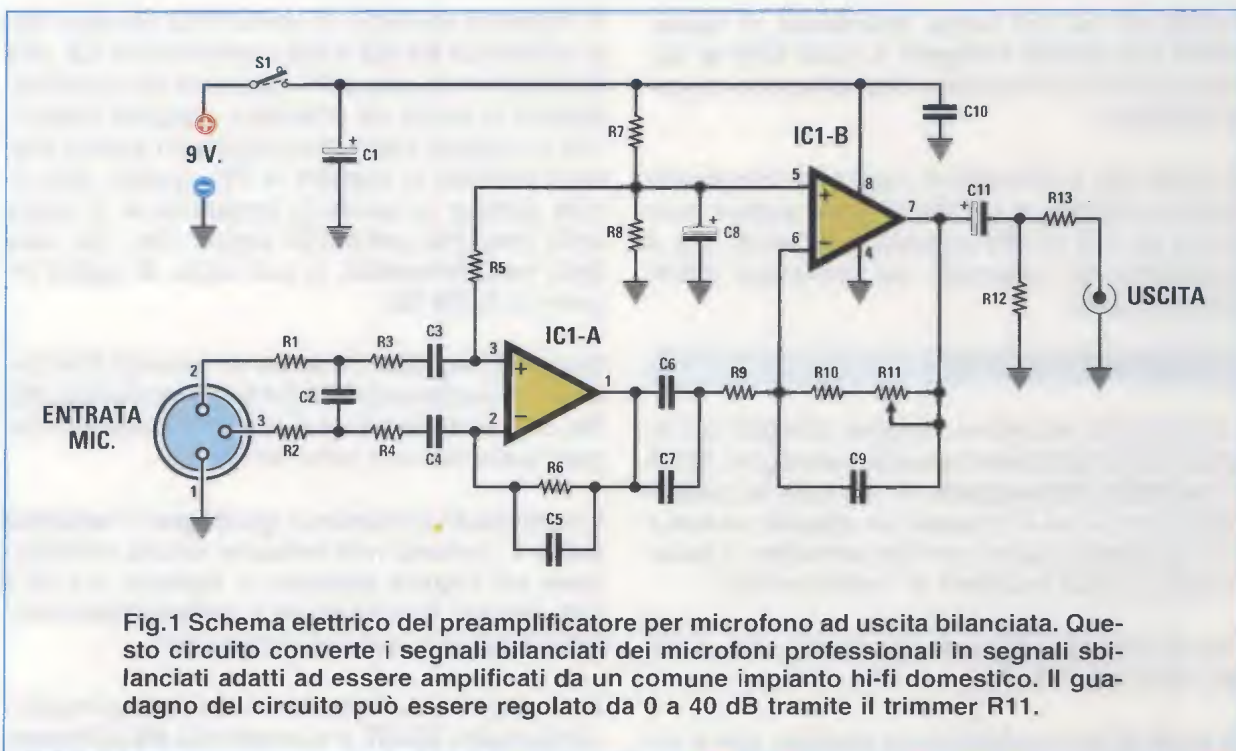 S1
9 V.
C1
R7
R8
C8
R5
IC1-B
5
6
8
4
7
C10
C11
R13
R12
USCITA
ENTRATA
MIC.
2
3
1
R1
R2
C2
R3
R4
C3
C4
IC1-A
3
2
1
R6
C5
C6
C7
R9
R10
R11
C9
Fig.1 Schema elettrico del preamplificatore per microfono ad uscita bilanciata. Que-
sto circuito converte i segnali bilanciati dei microfoni professionali in segnali sbi-
lanciati adatti ad essere amplificati da un comune impianto hi-fi domestico. Il gua-
dagno del circuito può essere regolato da 0 a 40 dB tramite il trimmer R11.